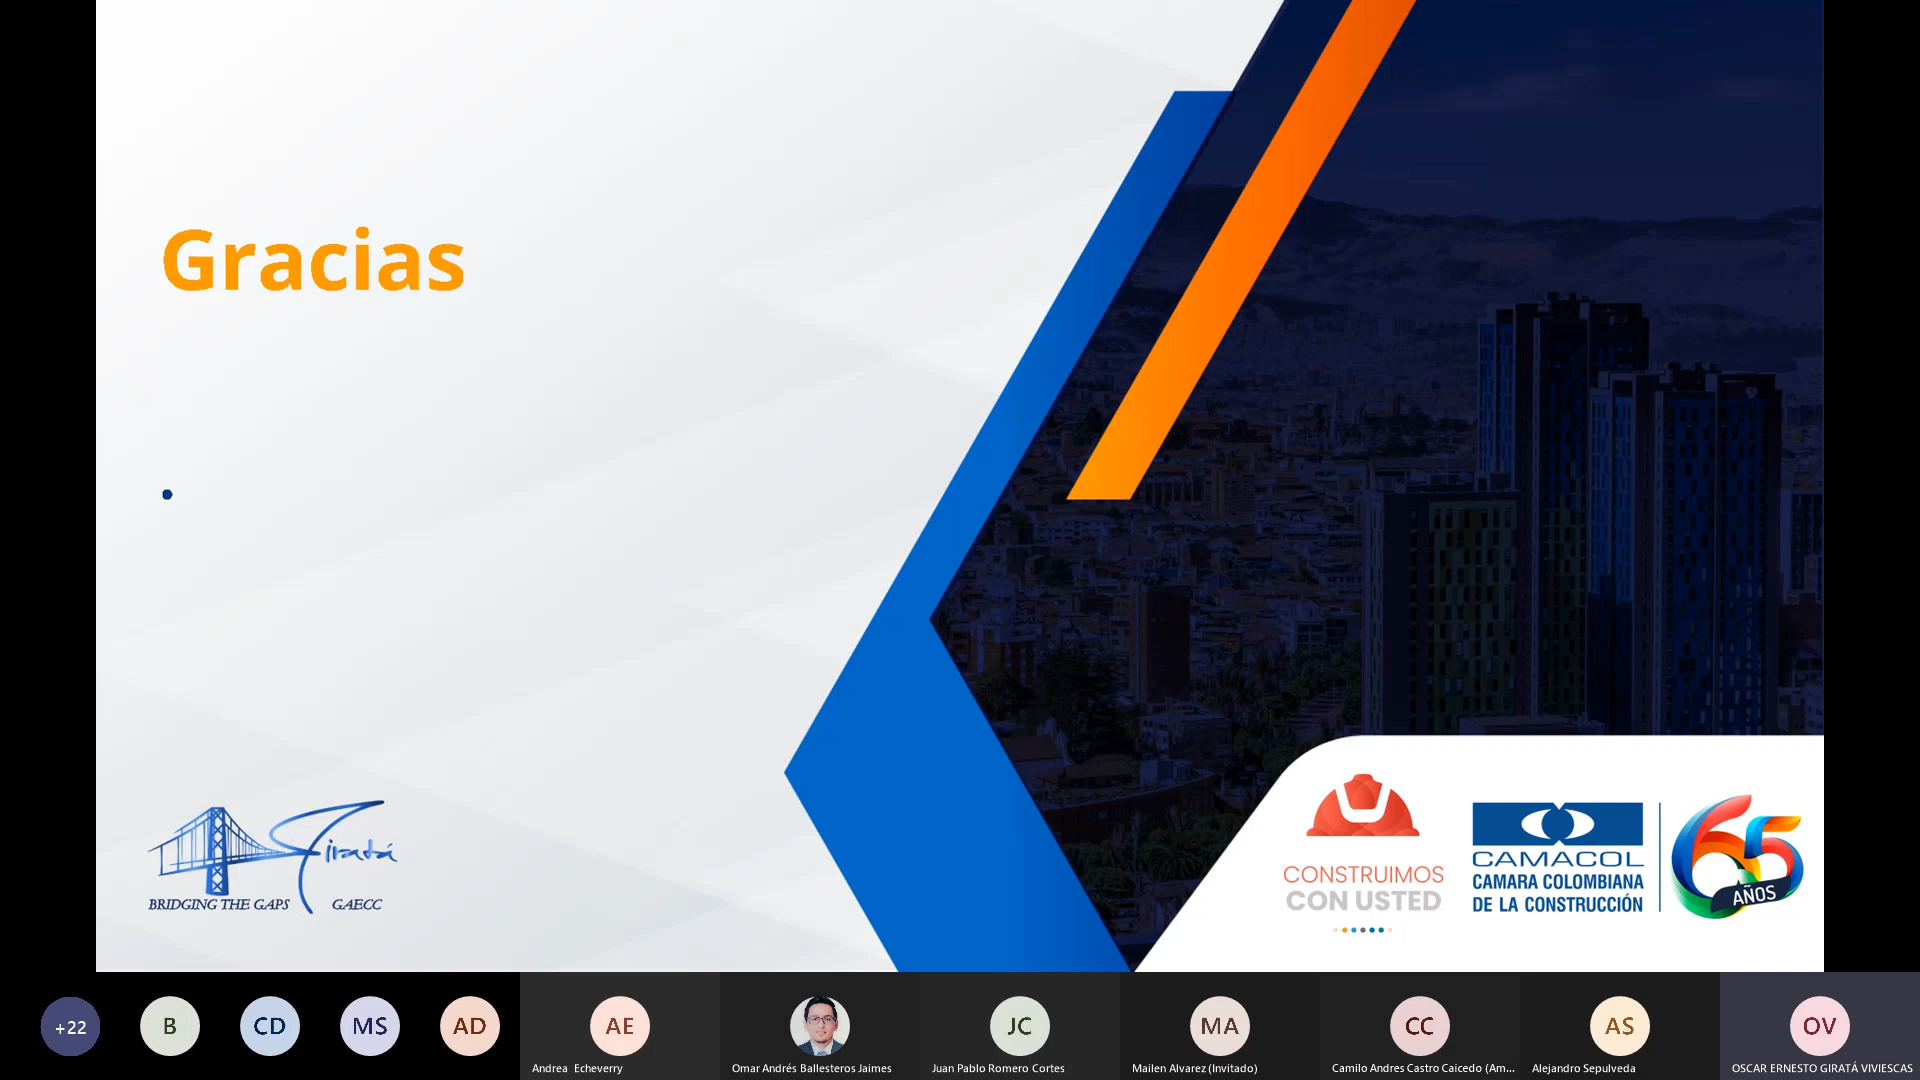 Gracias
•
Giratá
BRIDGING THE GAPS GAECC
CONSTRUIMOS
CON USTED
CAMACOL
CAMARA COLOMBIANA
DE LA CONSTRUCCIÓN
65
AÑOS
+22
B
CD
MS
AD
AE
JC
MA
CC
AS
OV
Andrea Echeverry
Omar Andrés Ballesteros Jaimes
Juan Pablo Romero Cortes
Mailen Alvarez (Invitado)
Camilo Andres Castro Caicedo (Am...
Alejandro Sepulveda
OSCAR ERNESTO GIRATÁ VIVIESCAS